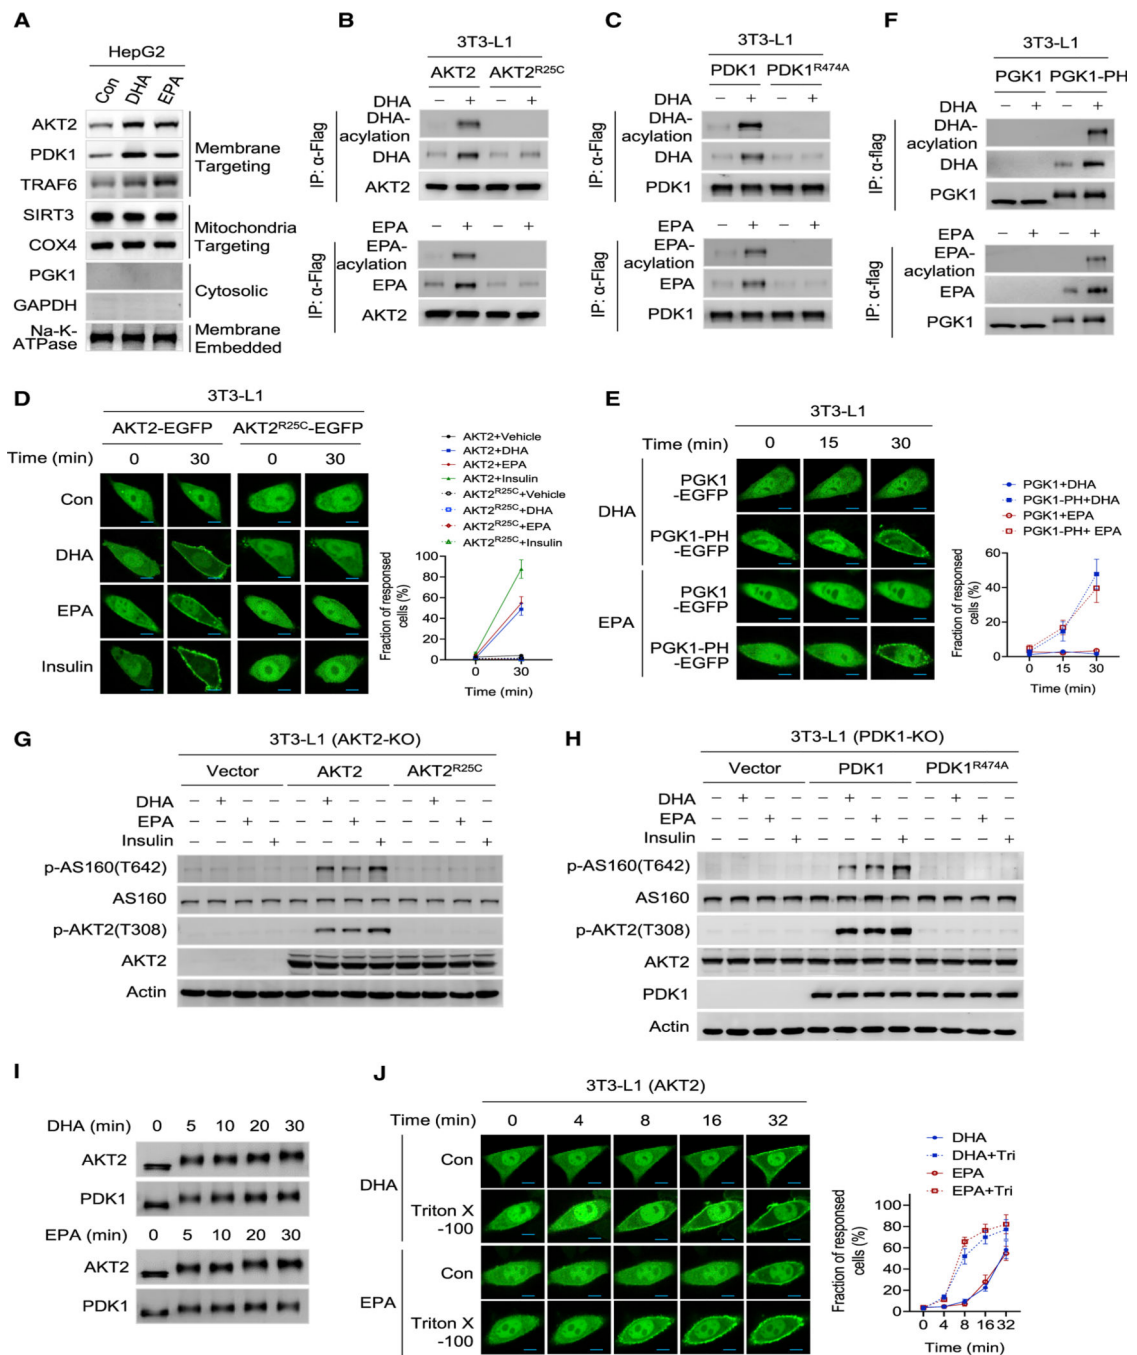 A
HepG2
Con DHA EPA
AKT2
PDK1
TRAF6
Membrane
Targeting
SIRT3
COX4
Mitochondria
Targeting
PGK1
GAPDH
Cytosolic
Na-K-
ATPase
Membrane
Embedded
B
3T3-L1
AKT2 AKT2R25C
DHA – + – +
IP: α-Flag
DHA-
acylation
DHA
AKT2
EPA – + – +
IP: α-Flag
EPA-
acylation
EPA
AKT2
C
3T3-L1
PDK1 PDK1R474A
DHA – + – +
IP: α-Flag
DHA-
acylation
DHA
PDK1
EPA – + – +
IP: α-Flag
EPA-
acylation
EPA
PDK1
F
3T3-L1
PGK1 PGK1-PH
DHA – + – +
IP: α-flag
DHA-
acylation
DHA
PGK1
EPA – + – +
IP: α-flag
EPA-
acylation
EPA
PGK1
D
3T3-L1
AKT2-EGFP AKT2R25C-EGFP
Time (min) 0 30 0 30
Con
DHA
EPA
Insulin
AKT2+Vehicle
AKT2+DHA
AKT2+EPA
AKT2+Insulin
AKT2R25C+Vehicle
AKT2R25C+DHA
AKT2R25C+EPA
AKT2R25C+Insulin
Fraction of responsed
cells (%)
100
80
60
40
20
0
0 30
Time (min)
E
3T3-L1
Time (min) 0 15 30
DHA
PGK1
-EGFP
PGK1-PH
-EGFP
EPA
PGK1
-EGFP
PGK1-PH
-EGFP
PGK1+DHA
PGK1-PH+DHA
PGK1+EPA
PGK1-PH+ EPA
Fraction of responsed
cells (%)
60
40
20
0
0 15 30
Time (min)
G
3T3-L1 (AKT2-KO)
Vector AKT2 AKT2R25C
DHA – + – – – + – – – + – –
EPA – – + – – – + – – – + –
Insulin – – – + – – – + – – – +
p-AS160(T642)
AS160
p-AKT2(T308)
AKT2
Actin
H
3T3-L1 (PDK1-KO)
Vector PDK1 PDK1R474A
DHA – + – – – + – – – + – –
EPA – – + – – – + – – – + –
Insulin – – – + – – – + – – – +
p-AS160(T642)
AS160
p-AKT2(T308)
AKT2
PDK1
Actin
I
DHA (min) 0 5 10 20 30
AKT2
PDK1
EPA (min) 0 5 10 20 30
AKT2
PDK1
J
3T3-L1 (AKT2)
Time (min) 0 4 8 16 32
DHA
Con
Triton X
-100
EPA
Con
Triton X
-100
DHA
DHA+Tri
EPA
EPA+Tri
Fraction of responsed
cells (%)
100
80
60
40
20
0
0 4 8 16 32
Time (min)